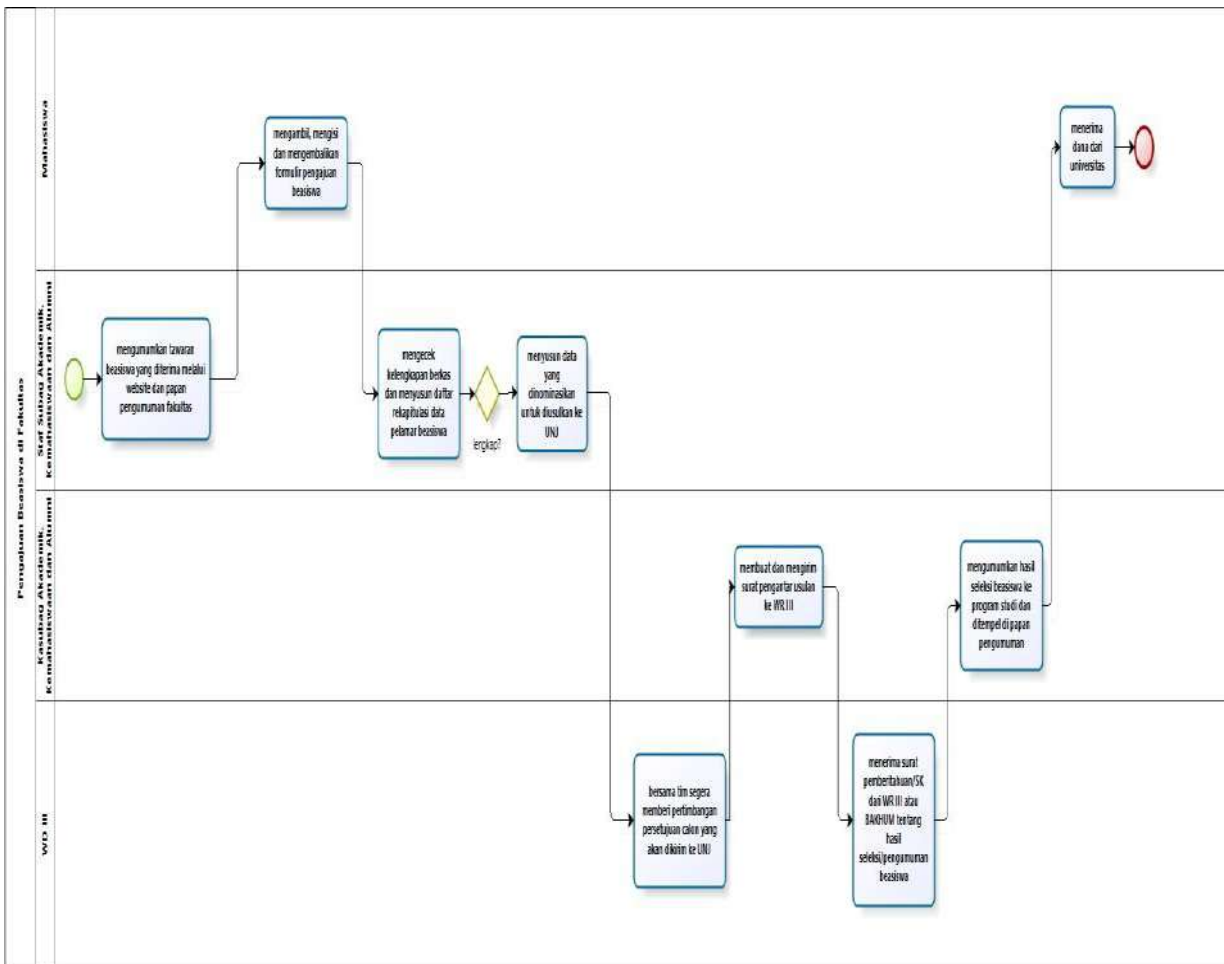 Pengajuan Beasiswa di Fakultas
Mahasiswa
mengambil, mengisi
dan mengembalikan
formulir pengajuan
beasiswa
menerima
dana dari
universitas
Staf Subag Akademik,
Kemahasiswaan dan Alumni
mengumumkan tawaran
beasiswa yang diterima melalui
website dan papan
pengumuman fakultas
mengecek
kelengkapan berkas
dan menyusun daftar
rekapitulasi data
pelamar beasiswa
lengkap?
menyusun data
yang
dinominasikan
untuk diusulkan ke
UNJ
Kasubag Akademik,
Kemahasiswaan dan Alumni
membuat dan mengirim
surat pengantar usulan
ke WR III
mengumumkan hasil
seleksi beasiswa ke
program studi dan
ditempel di papan
pengumuman
WD III
bersama tim segera
memberi pertimbangan
persetujuan calon yang
akan dikirim ke UNJ
menerima surat
pemberitahuan/SK
dari WR III atau
BAKHUM tentang
hasil
seleksi/pengumuman
beasiswa